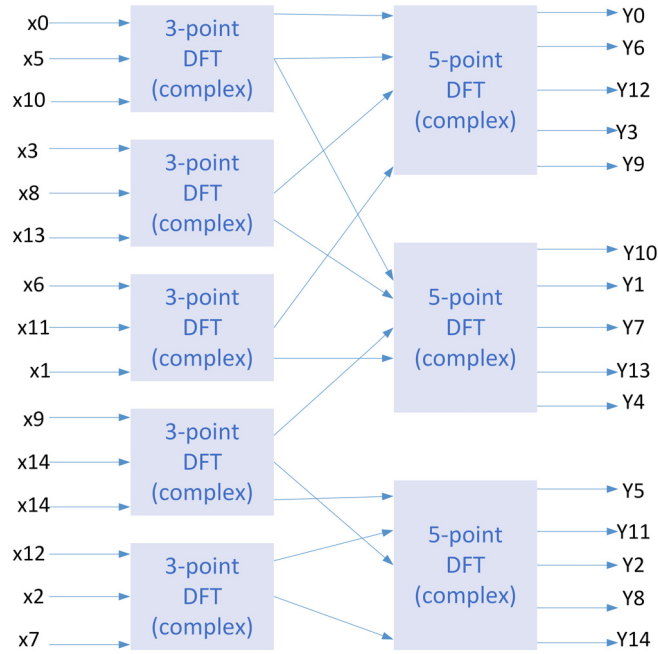 x0
x5
x10
3-point
DFT
(complex)
x3
x8
x13
3-point
DFT
(complex)
x6
x11
x1
3-point
DFT
(complex)
x9
x14
x14
3-point
DFT
(complex)
x12
x2
x7
3-point
DFT
(complex)
5-point
DFT
(complex)
Y0
Y6
Y12
Y3
Y9
5-point
DFT
(complex)
Y10
Y1
Y7
Y13
Y4
5-point
DFT
(complex)
Y5
Y11
Y2
Y8
Y14